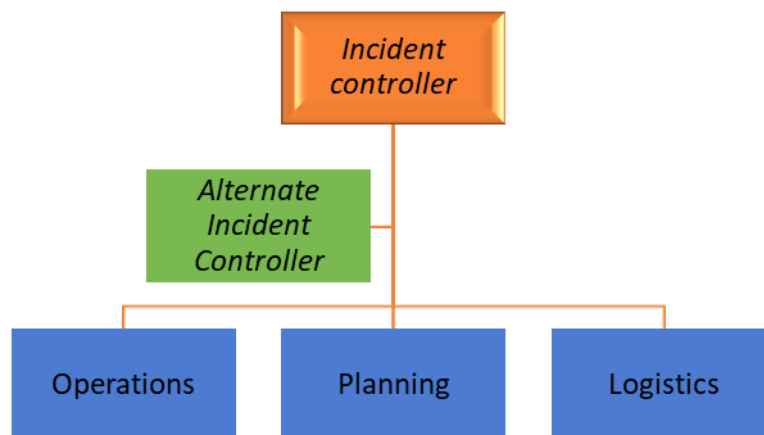 Incident
controller
Alternate
Incident
Controller
Operations
Planning
Logistics